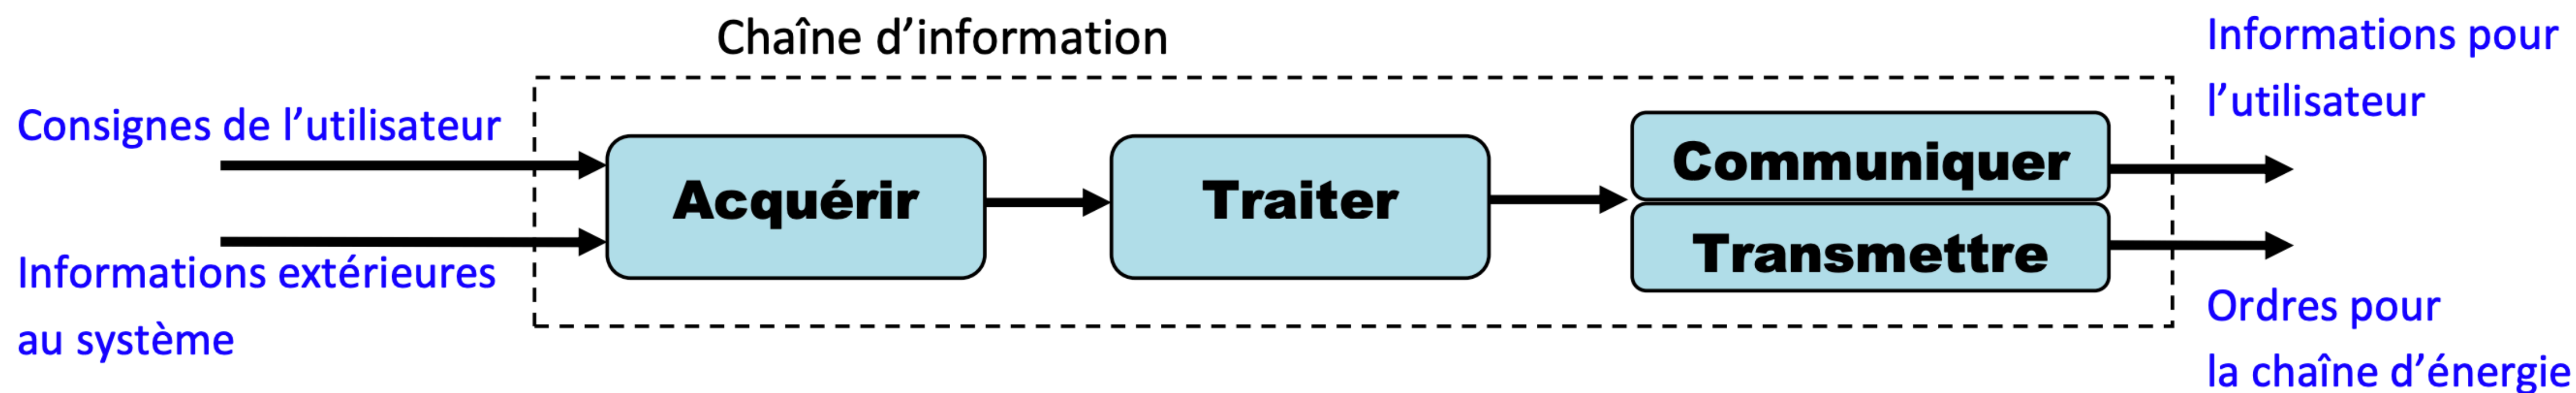 Chaîne d’information
Consignes de l’utilisateur
Informations extérieures
au système
Acquérir
Traiter
Communiquer
Transmettre
Informations pour
l’utilisateur
Ordres pour
la chaîne d’énergie